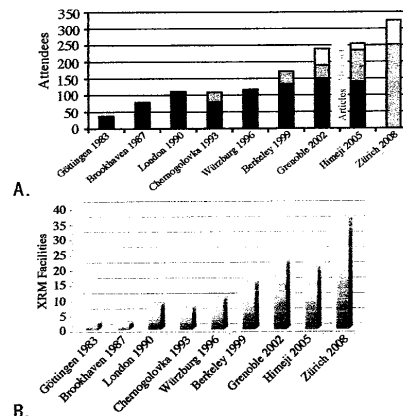 350
300
250
200
150
100
50
0
Attendees
Articles
Göttingen 1983
Brookhaven 1987
London 1990
Chernogolovka 1993
Würzburg 1996
Berkeley 1999
Grenoble 2002
Himeji 2005
Zürich 2008
A.
40
35
30
25
20
15
10
5
0
XRM Facilities
Göttingen 1983
Brookhaven 1987
London 1990
Chernogolovka 1993
Würzburg 1996
Berkeley 1999
Grenoble 2002
Himeji 2005
Zürich 2008
B.